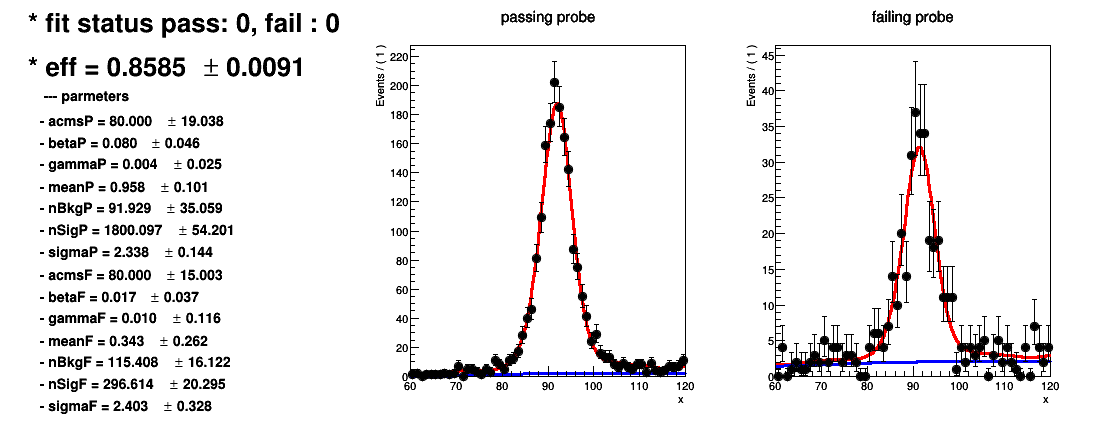 * fit status pass: 0, fail : 0
* eff = 0.8585 ± 0.0091
--- parmeters
- acmsP = 80.000 ± 19.038
- betaP = 0.080 ± 0.046
- gammaP = 0.004 ± 0.025
- meanP = 0.958 ± 0.101
- nBkgP = 91.929 ± 35.059
- nSigP = 1800.097 ± 54.201
- sigmaP = 2.338 ± 0.144
- acmsF = 80.000 ± 15.003
- betaF = 0.017 ± 0.037
- gammaF = 0.010 ± 0.116
- meanF = 0.343 ± 0.262
- nBkgF = 115.408 ± 16.122
- nSigF = 296.614 ± 20.295
- sigmaF = 2.403 ± 0.328
passing probe
Events / ( 1 )
220
200
180
160
140
120
100
80
60
40
20
0
60 70 80 90 100 110 120
x
failing probe
Events / ( 1 )
45
40
35
30
25
20
15
10
5
0
60 70 80 90 100 110 120
x